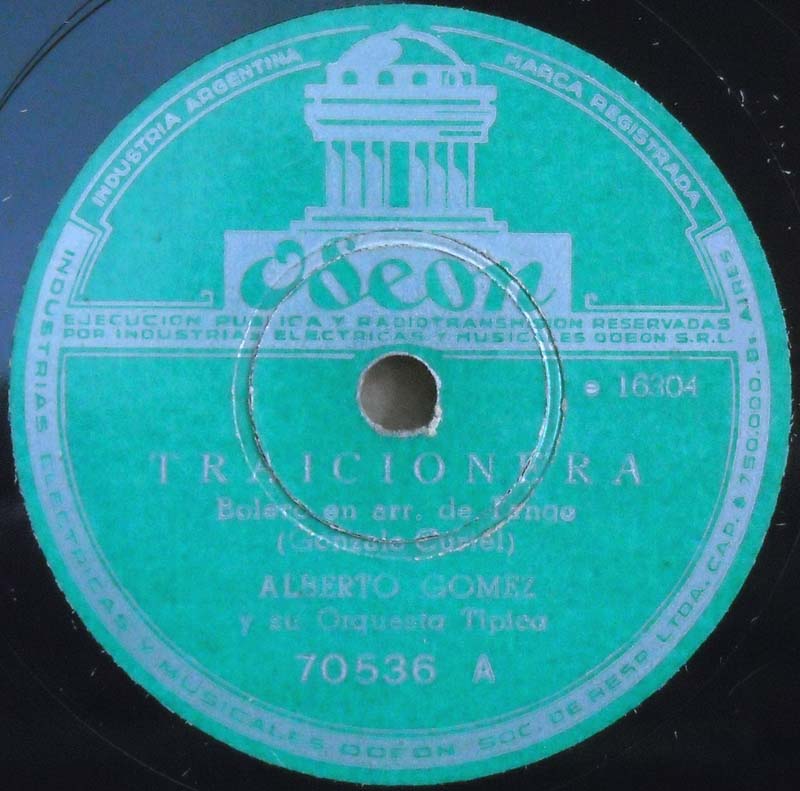 INDUSTRIA ARGENTINA
MARCA REGISTRADA
Odeon
EJECUCION PUBLICA Y RADIOTRANSMISION RESERVADAS
POR INDUSTRIAS ELECTRICAS Y MUSICALES ODEON S.R.L.
e 16304
TRAICIONERA
Bolero en arr. de Tango
(Gonzalo Curiel)
ALBERTO GOMEZ
y su Orquesta Tipica
70536 A
INDUSTRIAS ELECTRICAS Y MUSICALES ODEON SOC. DE RESP. LTDA. CAP. $ 750.000. Bs. AIRES